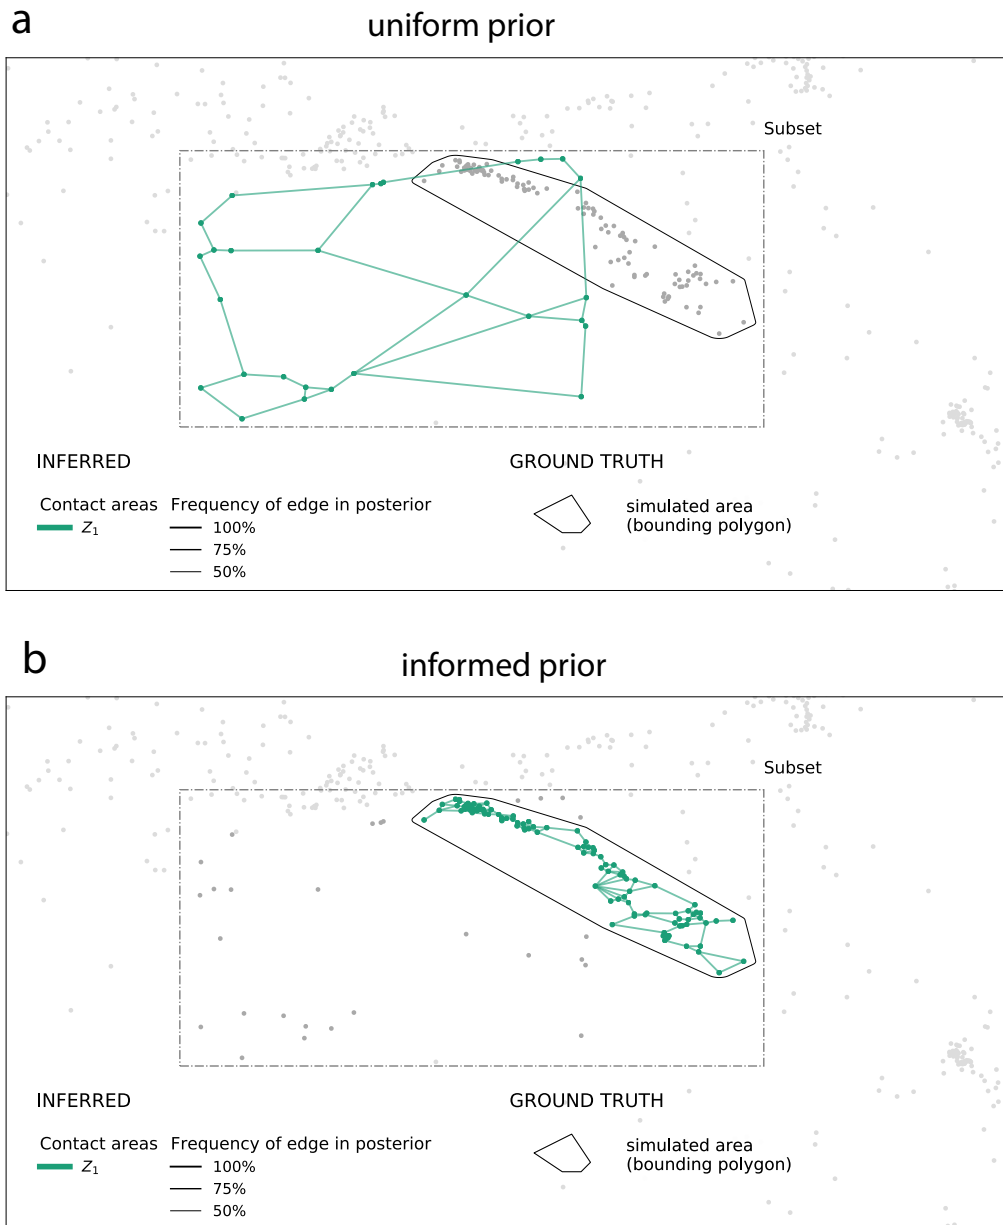 a
uniform prior
Subset
INFERRED
GROUND TRUTH
Contact areas
Frequency of edge in posterior
Z1
100%
75%
50%
simulated area
(bounding polygon)
b
informed prior
Subset
INFERRED
GROUND TRUTH
Contact areas
Frequency of edge in posterior
Z1
100%
75%
50%
simulated area
(bounding polygon)